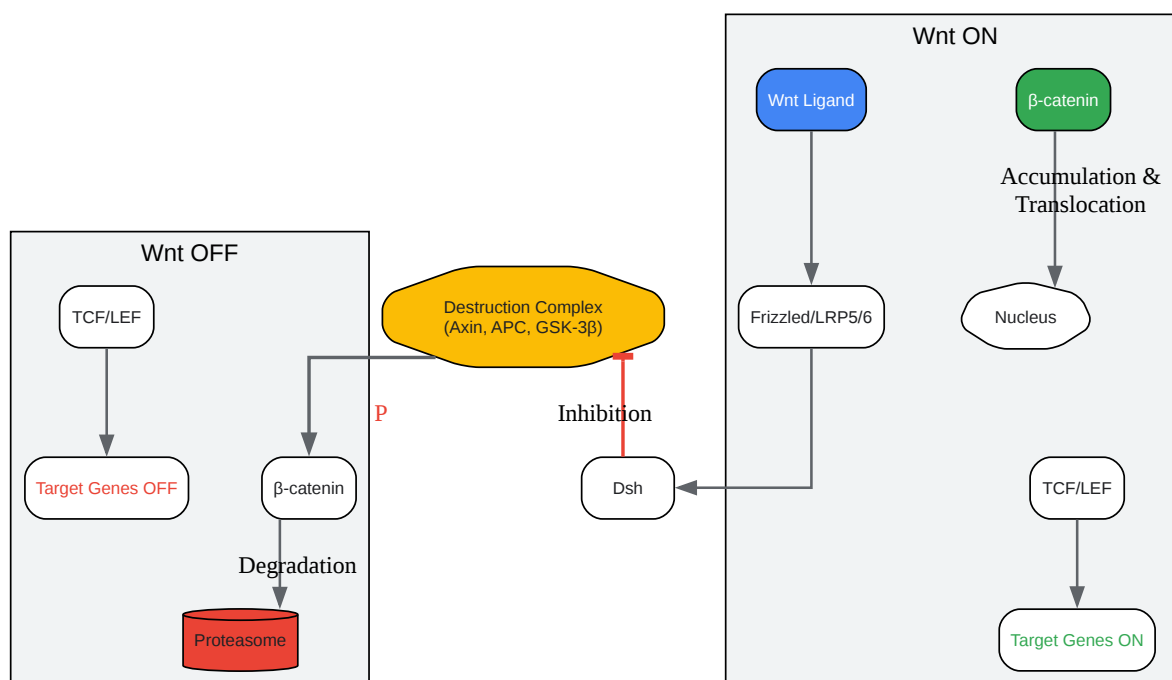 Wnt ON
Wnt Ligand
β-catenin
Accumulation &
Translocation
Wnt OFF
TCF/LEF
Destruction Complex
(Axin, APC, GSK-3β)
Frizzled/LRP5/6
Nucleus
P
Inhibition
Target Genes OFF
β-catenin
Dsh
TCF/LEF
Degradation
Proteasome
Target Genes ON